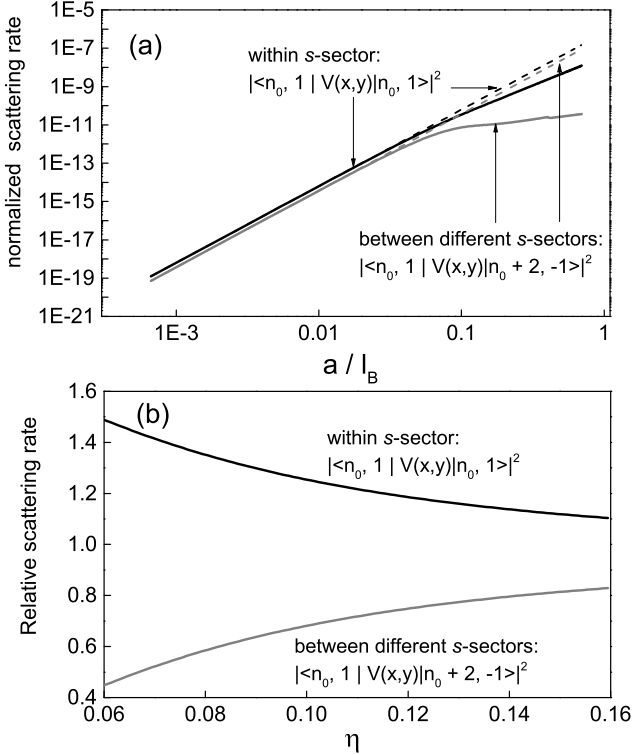 (a)
within s-sector:
|<n₀, 1 | V(x,y)|n₀, 1>|²
between different s-sectors:
|<n₀, 1 | V(x,y)|n₀ + 2, -1>|²
normalized scattering rate
1E-5
1E-7
1E-9
1E-11
1E-13
1E-15
1E-17
1E-19
1E-21
1E-3
0.01
0.1
1
a / l_B
(b)
within s-sector:
|<n₀, 1 | V(x,y)|n₀, 1>|²
between different s-sectors:
|<n₀, 1 | V(x,y)|n₀ + 2, -1>|²
Relative scattering rate
1.6
1.4
1.2
1.0
0.8
0.6
0.4
0.06
0.08
0.10
0.12
0.14
0.16
η